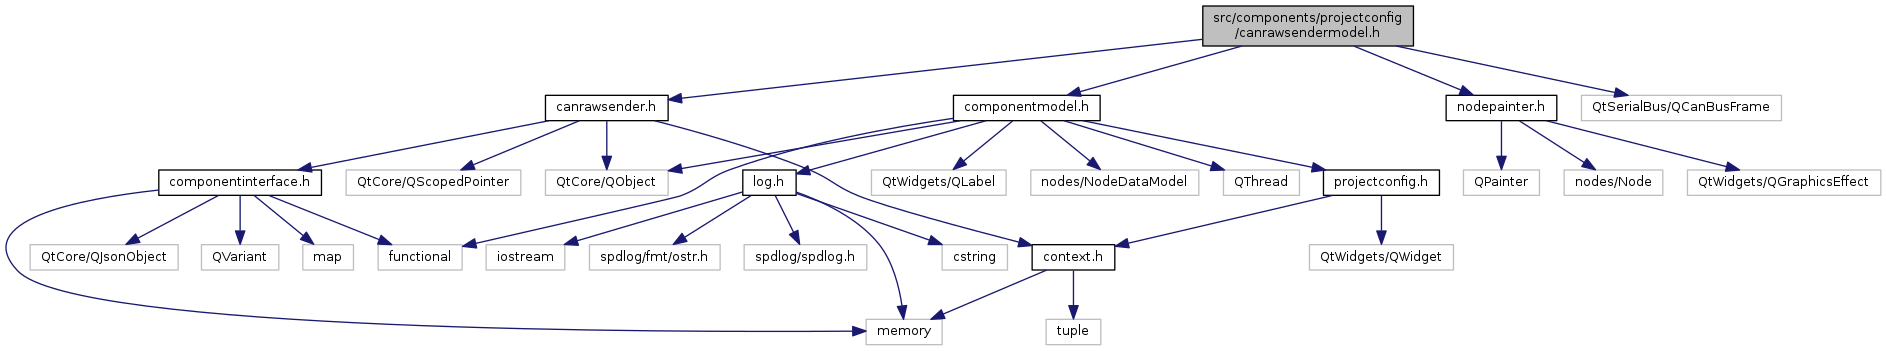 src/components/projectconfig
/canrawsendermodel.h
canrawsender.h
componentmodel.h
nodepainter.h
QtSerialBus/QCanBusFrame
componentinterface.h
QtCore/QScopedPointer
QtCore/QObject
log.h
QtWidgets/QLabel
nodes/NodeDataModel
QThread
projectconfig.h
QPainter
nodes/Node
QtWidgets/QGraphicsEffect
QtCore/QJsonObject
QVariant
map
functional
iostream
spdlog/fmt/ostr.h
spdlog/spdlog.h
cstring
context.h
QtWidgets/QWidget
memory
tuple